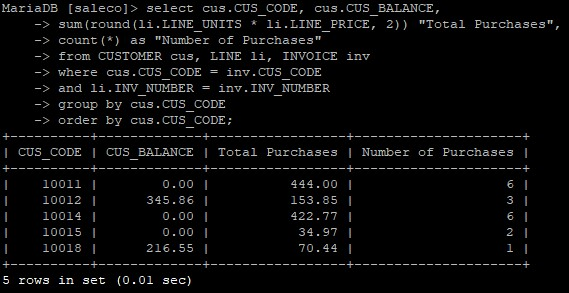 MariaDB [saleco]> select cus.CUS_CODE, cus.CUS_BALANCE,
    -> sum(round(li.LINE_UNITS * li.LINE_PRICE, 2)) "Total Purchases",
    -> count(*) as "Number of Purchases"
    -> from CUSTOMER cus, LINE li, INVOICE inv
    -> where cus.CUS_CODE = inv.CUS_CODE
    -> and li.INV_NUMBER = inv.INV_NUMBER
    -> group by cus.CUS_CODE
    -> order by cus.CUS_CODE;
+----------+-------------+-----------------+---------------------+
| CUS_CODE | CUS_BALANCE | Total Purchases | Number of Purchases |
+----------+-------------+-----------------+---------------------+
|    10011 |        0.00 |          444.00 |                   6 |
|    10012 |      345.86 |          153.85 |                   3 |
|    10014 |        0.00 |          422.77 |                   6 |
|    10015 |        0.00 |           34.97 |                   2 |
|    10018 |      216.55 |           70.44 |                   1 |
+----------+-------------+-----------------+---------------------+
5 rows in set (0.01 sec)